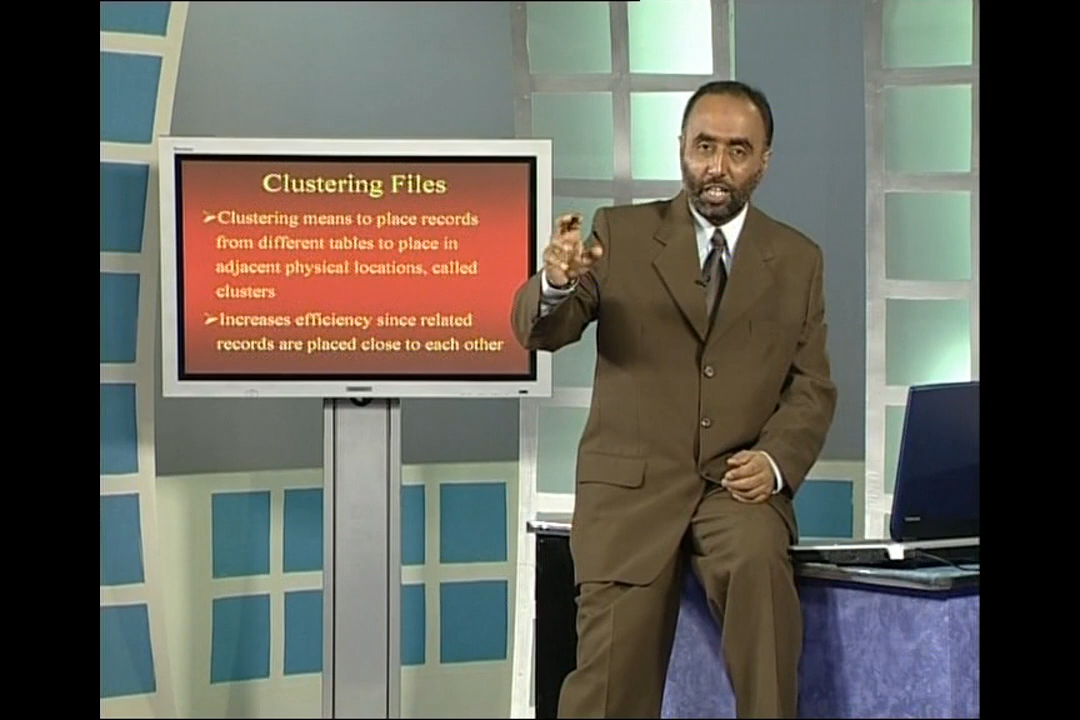 Clustering Files
➢Clustering means to place records
from different tables to place in
adjacent physical locations, called
clusters
➢Increases efficiency since related
records are placed close to each other